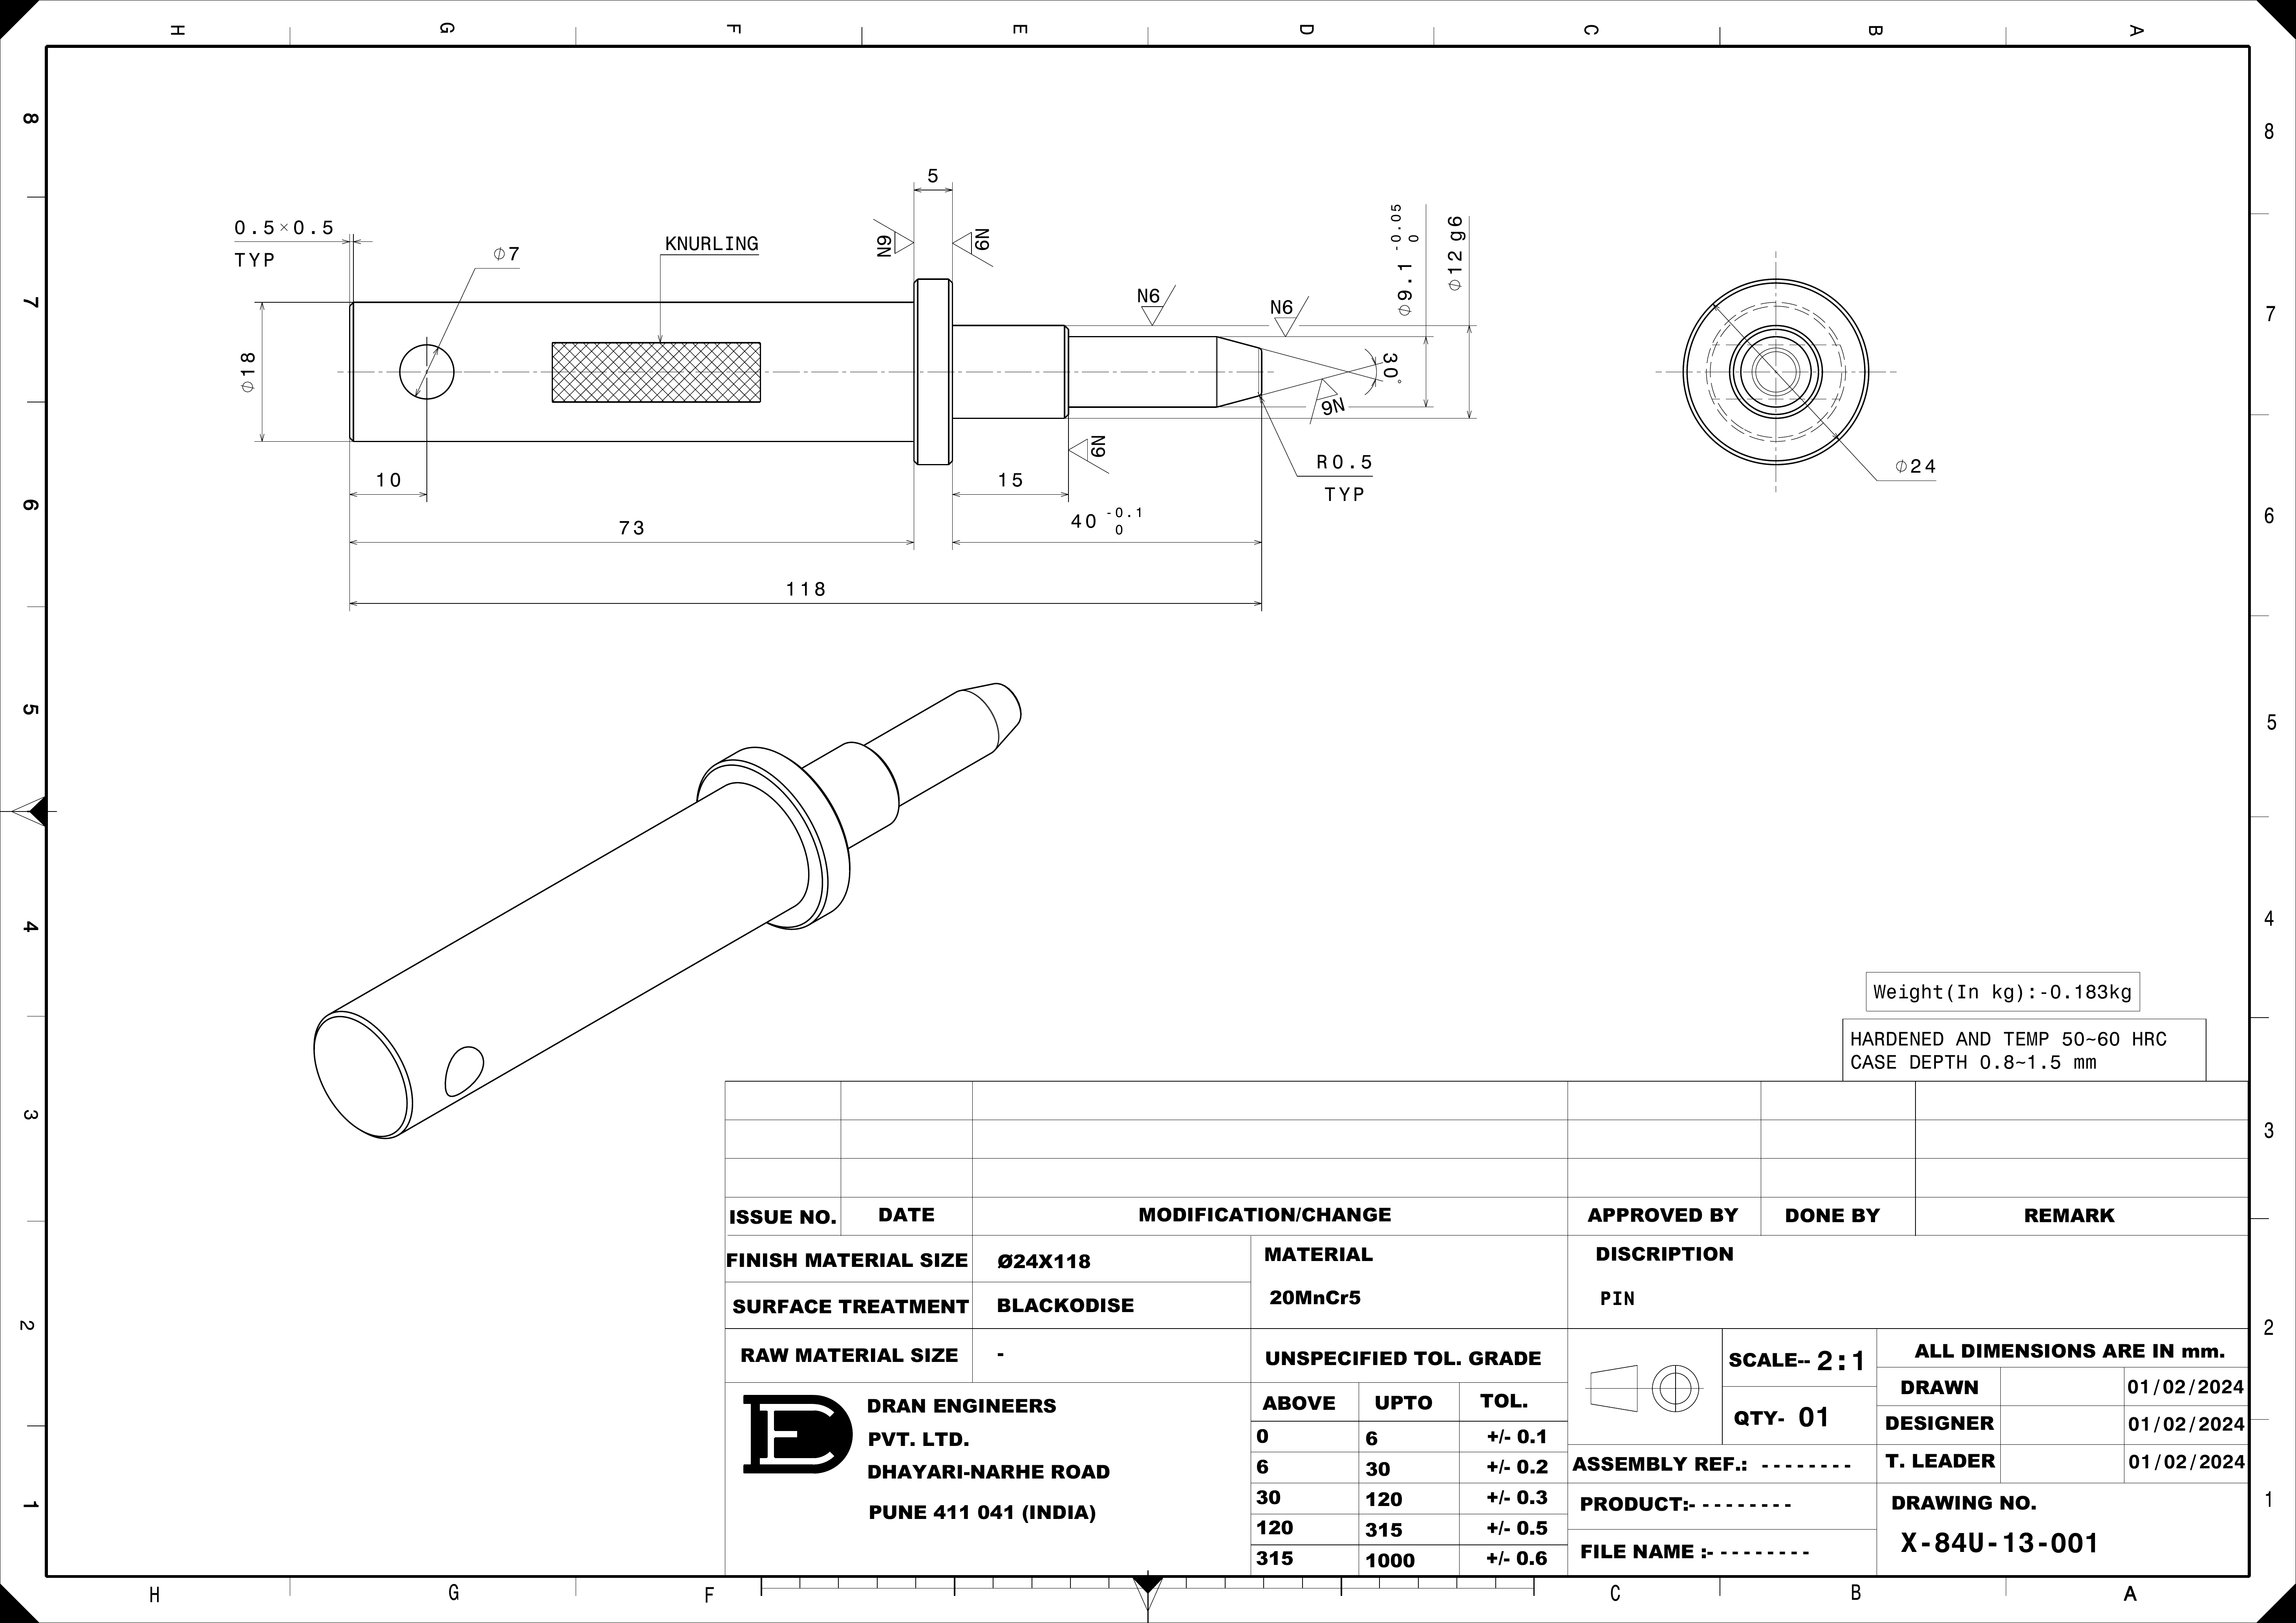 H G F E D C B A
8
7
6
5
4
3
2
1
8
7
6
5
4
3
2
1
5
0.5×0.5
TYP
∅7
KNURLING
N9
N9
N6
N6
∅9.1 -0.05
0
∅12 g6
∅18
30°
N9
N9
R0.5
TYP
10
15
40 -0.1
0
73
118
∅24
Weight(In kg):-0.183kg
HARDENED AND TEMP 50~60 HRC
CASE DEPTH 0.8~1.5 mm
ISSUE NO. DATE MODIFICATION/CHANGE APPROVED BY DONE BY REMARK
FINISH MATERIAL SIZE Ø24X118
SURFACE TREATMENT BLACKODISE
RAW MATERIAL SIZE -
MATERIAL
20MnCr5
DISCRIPTION
PIN
UNSPECIFIED TOL. GRADE
ABOVE UPTO TOL.
0 6 +/- 0.1
6 30 +/- 0.2
30 120 +/- 0.3
120 315 +/- 0.5
315 1000 +/- 0.6
DRAN ENGINEERS
PVT. LTD.
DHAYARI-NARHE ROAD
PUNE 411 041 (INDIA)
SCALE-- 2:1
QTY- 01
ALL DIMENSIONS ARE IN mm.
DRAWN 01/02/2024
DESIGNER 01/02/2024
T. LEADER 01/02/2024
ASSEMBLY REF.: --------
PRODUCT:- --------
FILE NAME :- --------
DRAWING NO.
X-84U-13-001
H G F C B A